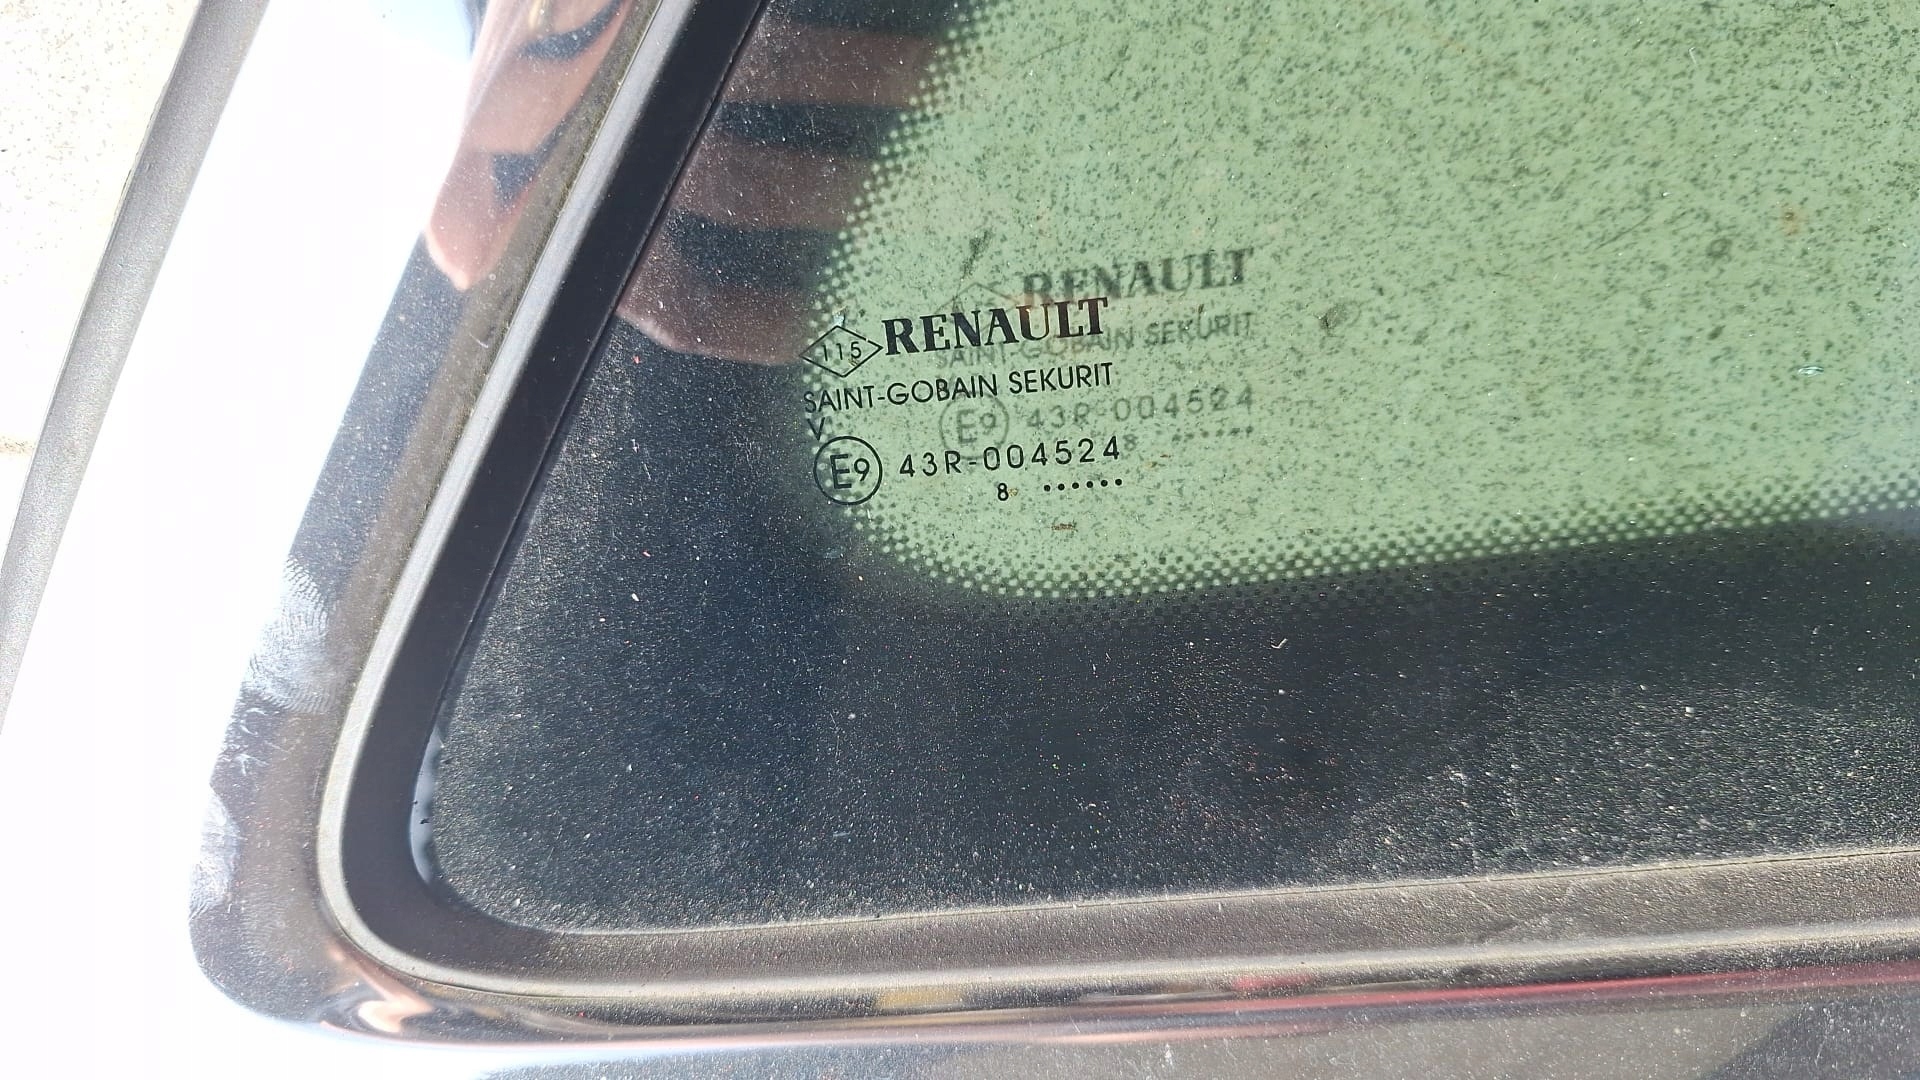 115 RENAULT
SAINT-GOBAIN SEKURIT
V
E9 43R-004524
8 ······